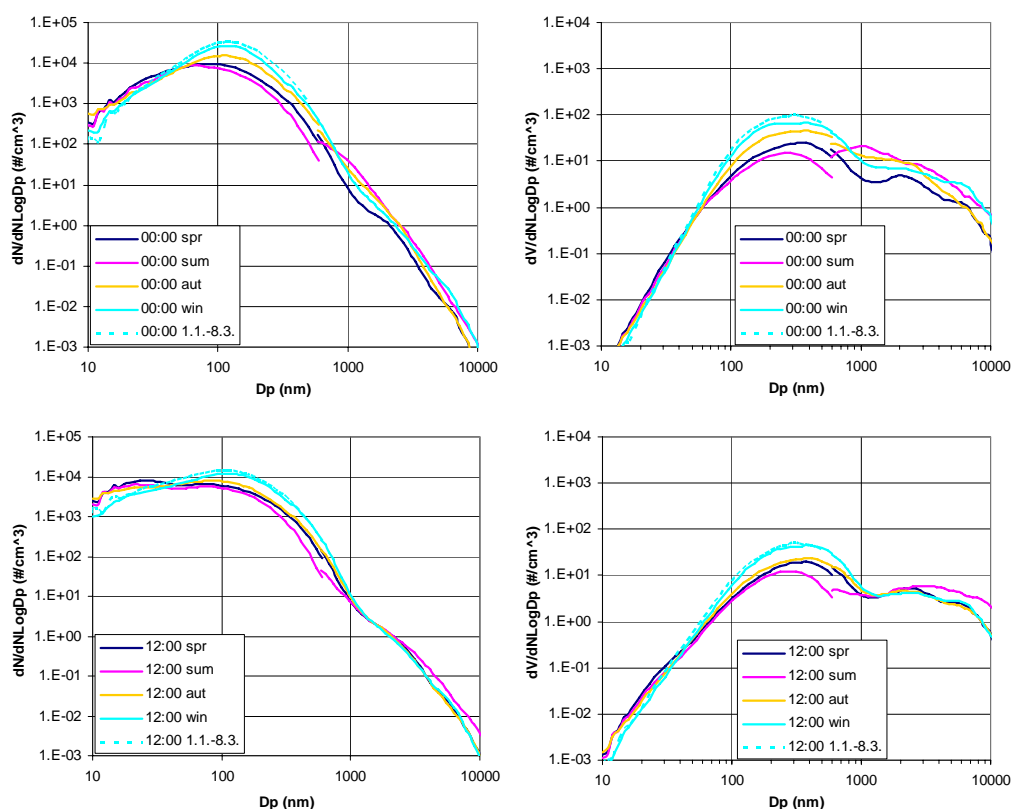 dN/dNLogDp (#/cm^3)
1.E+05
1.E+04
1.E+03
1.E+02
1.E+01
1.E+00
1.E-01
1.E-02
1.E-03
00:00 spr
00:00 sum
00:00 aut
00:00 win
00:00 1.1.-8.3.
10
100
1000
10000
Dp (nm)
dV/dNLogDp (#/cm^3)
1.E+04
1.E+03
1.E+02
1.E+01
1.E+00
1.E-01
1.E-02
1.E-03
00:00 spr
00:00 sum
00:00 aut
00:00 win
00:00 1.1.-8.3.
10
100
1000
10000
Dp (nm)
dN/dNLogDp (#/cm^3)
1.E+05
1.E+04
1.E+03
1.E+02
1.E+01
1.E+00
1.E-01
1.E-02
1.E-03
12:00 spr
12:00 sum
12:00 aut
12:00 win
12:00 1.1.-8.3.
10
100
1000
10000
Dp (nm)
dV/dNLogDp (#/cm^3)
1.E+04
1.E+03
1.E+02
1.E+01
1.E+00
1.E-01
1.E-02
1.E-03
12:00 spr
12:00 sum
12:00 aut
12:00 win
12:00 1.1.-8.3.
10
100
1000
10000
Dp (nm)